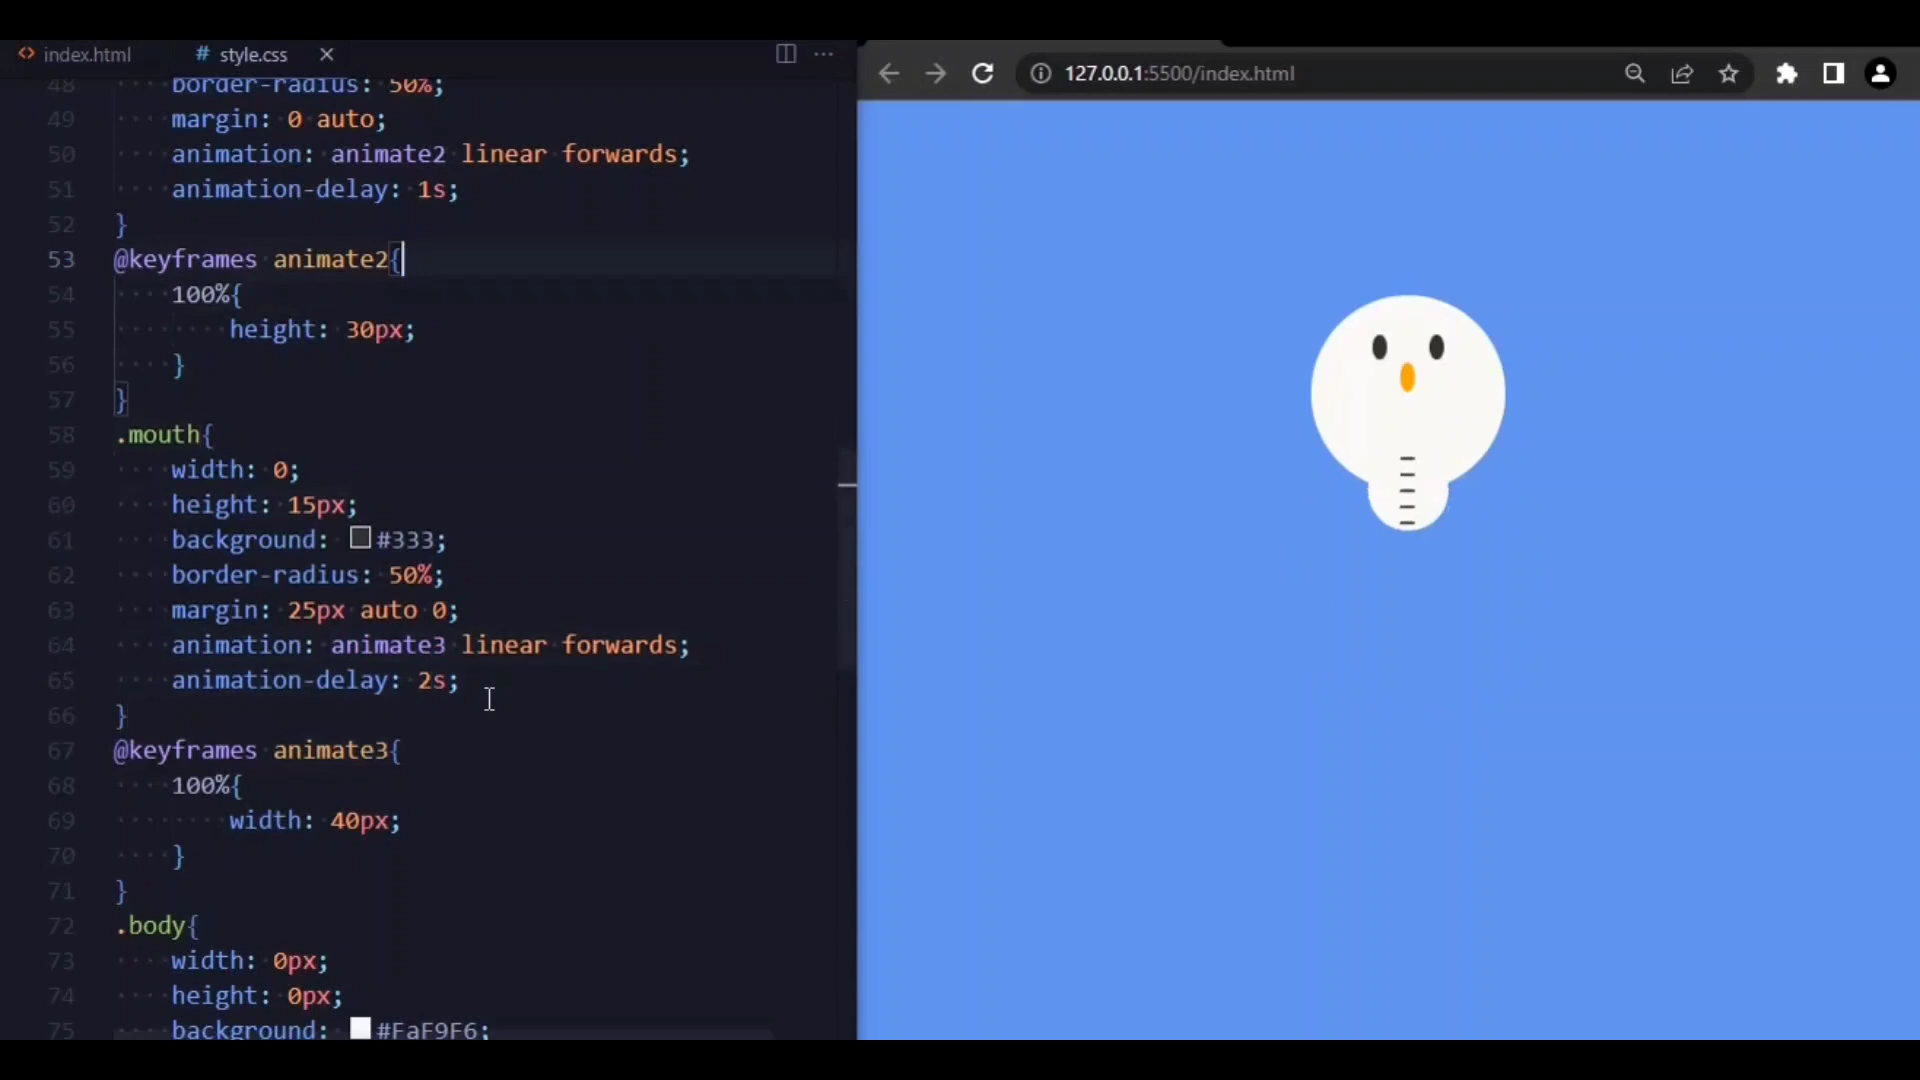 index.html
# style.css
127.0.0.1:5500/index.html
48 border-radius: 50%;
49 margin: 0 auto;
50 animation: animate2 linear forwards;
51 animation-delay: 1s;
52 }
53 @keyframes animate2{
54 100%{
55 height: 30px;
56 }
57 }
58 .mouth{
59 width: 0;
60 height: 15px;
61 background: #333;
62 border-radius: 50%;
63 margin: 25px auto 0;
64 animation: animate3 linear forwards;
65 animation-delay: 2s;
66 }
67 @keyframes animate3{
68 100%{
69 width: 40px;
70 }
71 }
72 .body{
73 width: 0px;
74 height: 0px;
75 background: #FaF9F6;